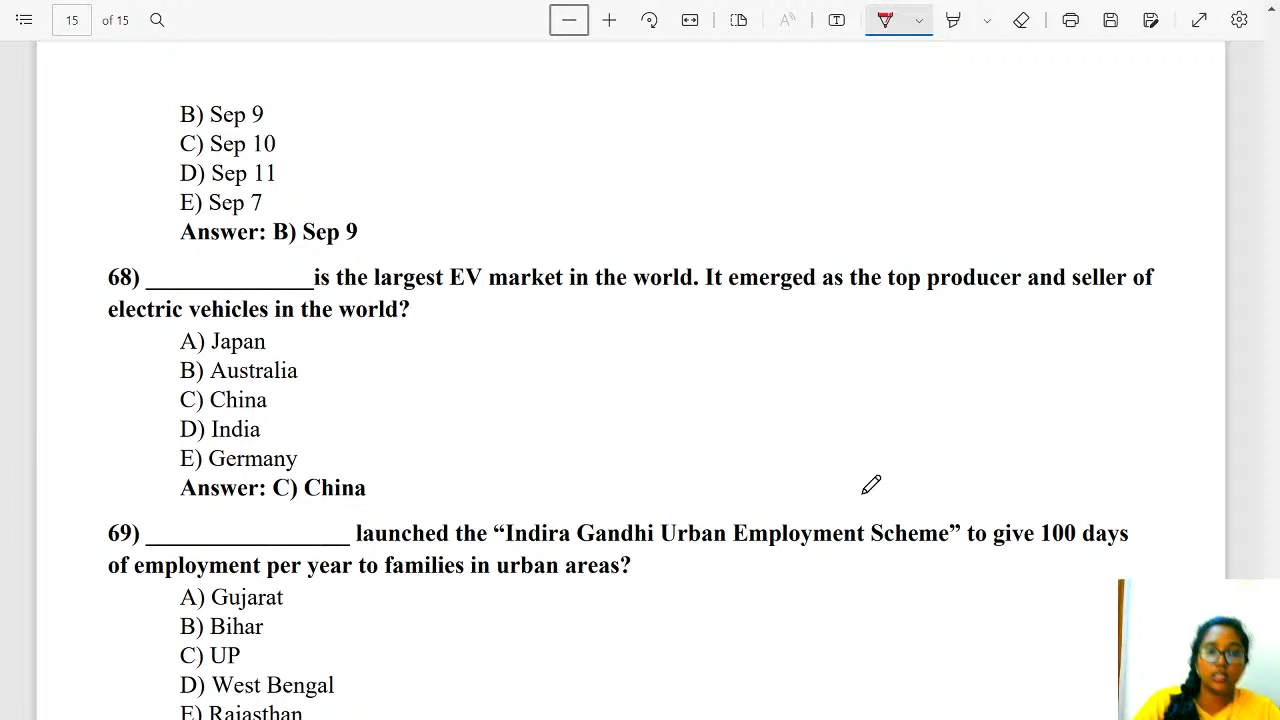 15 of 15
B) Sep 9
C) Sep 10
D) Sep 11
E) Sep 7
Answer: B) Sep 9
68) ______________is the largest EV market in the world. It emerged as the top producer and seller of
electric vehicles in the world?
A) Japan
B) Australia
C) China
D) India
E) Germany
Answer: C) China
69) _________________ launched the “Indira Gandhi Urban Employment Scheme” to give 100 days
of employment per year to families in urban areas?
A) Gujarat
B) Bihar
C) UP
D) West Bengal
E) Rajasthan